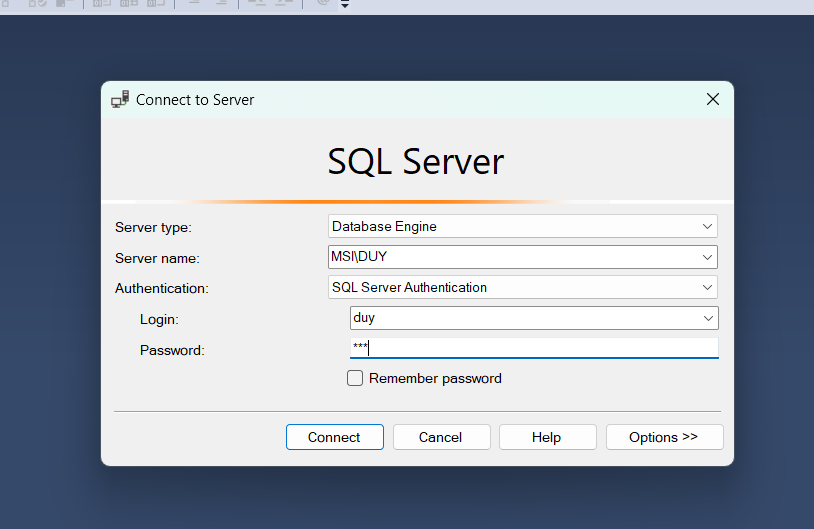 Connect to Server
SQL Server
Server type: Database Engine
Server name: MSI\DUY
Authentication: SQL Server Authentication
Login: duy
Password: ***
Remember password
Connect Cancel Help Options >>